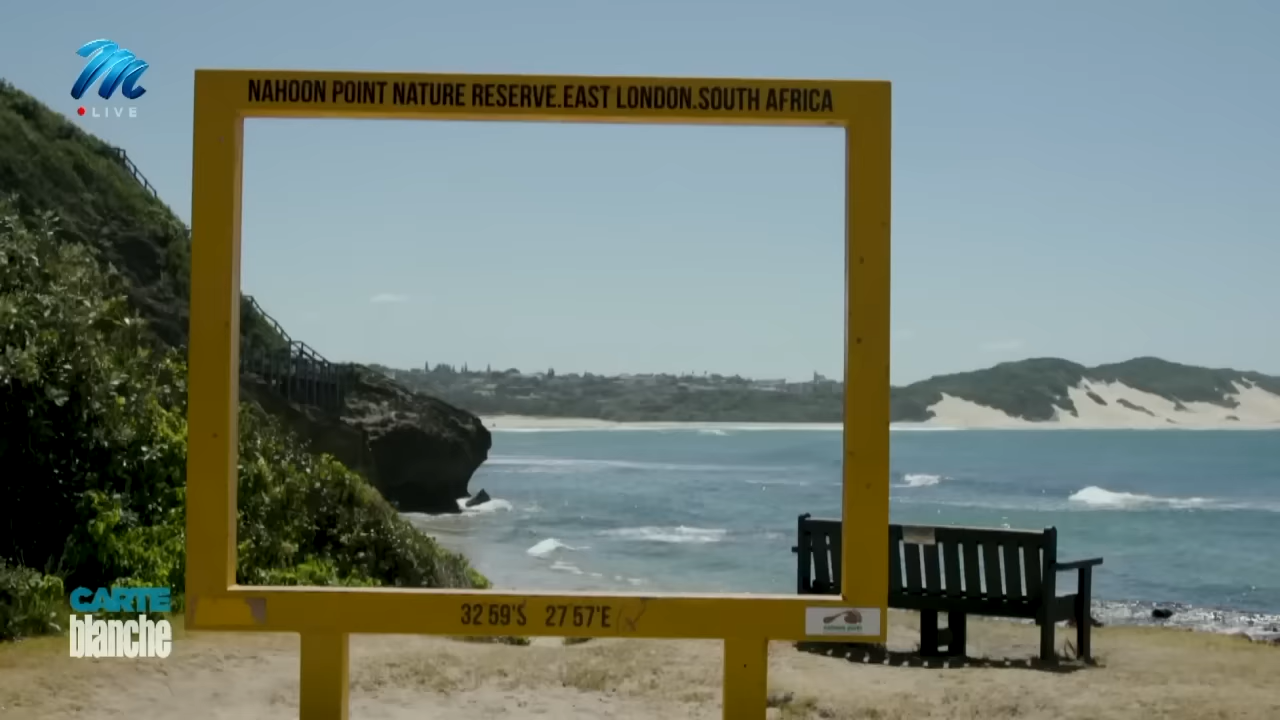 LIVE
NAHOON POINT NATURE RESERVE.EAST LONDON.SOUTH AFRICA
32 59'S 27 57'E
CARTE
blanche